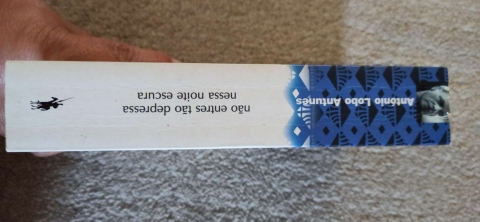 António Lobo Antunes
não entres tão depressa
nessa noite escura